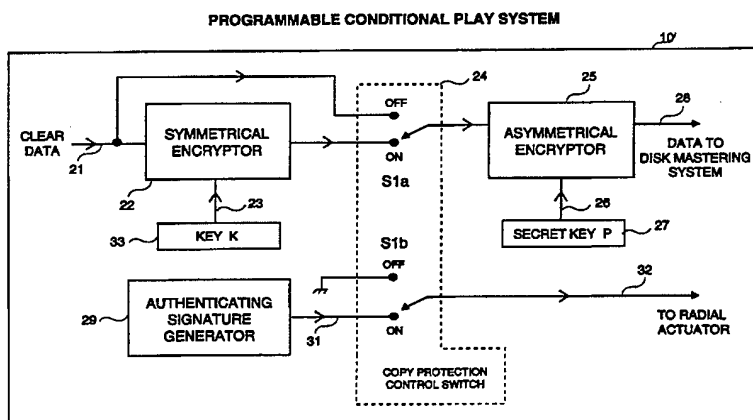 PROGRAMMABLE CONDITIONAL PLAY SYSTEM
10'
24
25
28
OFF
CLEAR
DATA
21
SYMMETRICAL
ENCRYPTOR
22
ON
S1a
ASYMMETRICAL
ENCRYPTOR
DATA TO
DISK MASTERING
SYSTEM
23
26
33
KEY K
SECRET KEY P
27
S1b
OFF
32
29
AUTHENTICATING
SIGNATURE
GENERATOR
31
ON
TO RADIAL
ACTUATOR
COPY PROTECTION
CONTROL SWITCH